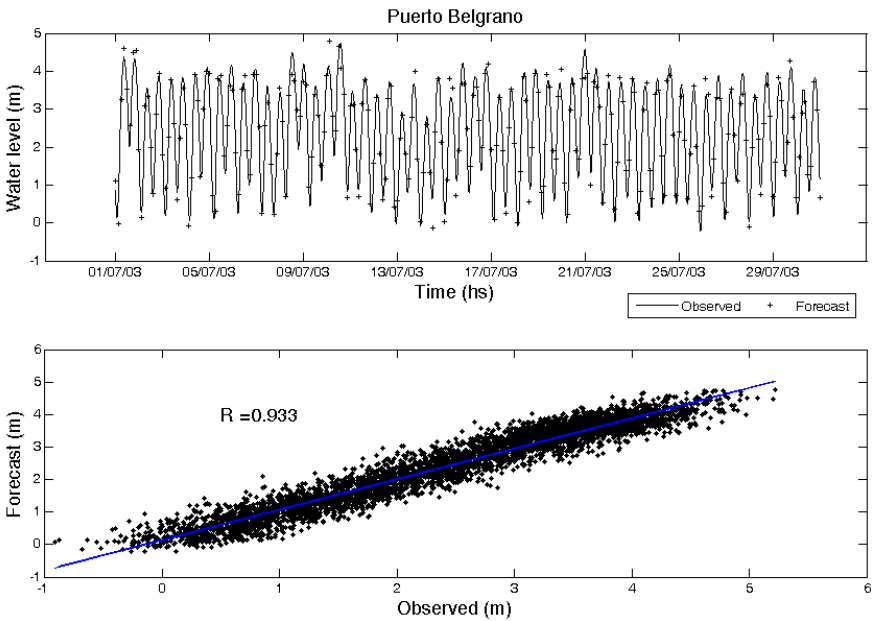 Puerto Belgrano
5
4
3
2
1
0
-1
Water level (m)
01/07/03 05/07/03 09/07/03 13/07/03 17/07/03 21/07/03 25/07/03 29/07/03
Time (hs)
Observed Forecast
6
5
4
3
2
1
0
-1
Forecast (m)
R =0.933
-1 0 1 2 3 4 5 6
Observed (m)